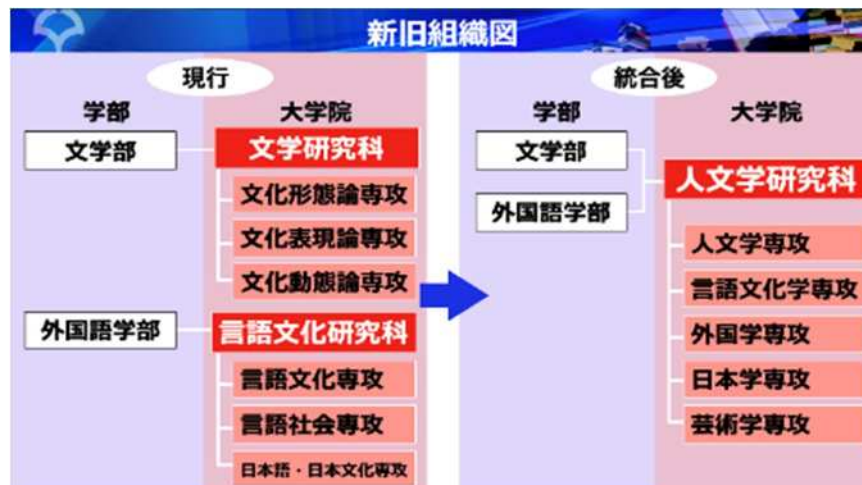 新旧組織図
現行
学部
大学院
文学部
文学研究科
文化形態論専攻
文化表現論専攻
文化動態論専攻
外国語学部
言語文化研究科
言語文化専攻
言語社会専攻
日本語・日本文化専攻
統合後
学部
大学院
文学部
外国語学部
人文学研究科
人文学専攻
言語文化学専攻
外国学専攻
日本学専攻
芸術学専攻